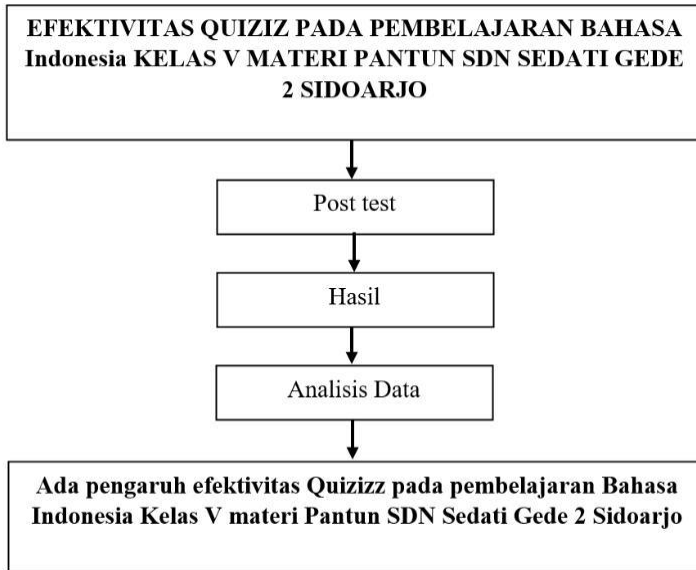 EFEKTIVITAS QUIZIZ PADA PEMBELAJARAN BAHASA
Indonesia KELAS V MATERI PANTUN SDN SEDATI GEDE
2 SIDOARJO
Post test
Hasil
Analisis Data
Ada pengaruh efektivitas Quizizz pada pembelajaran Bahasa
Indonesia Kelas V materi Pantun SDN Sedati Gede 2 Sidoarjo